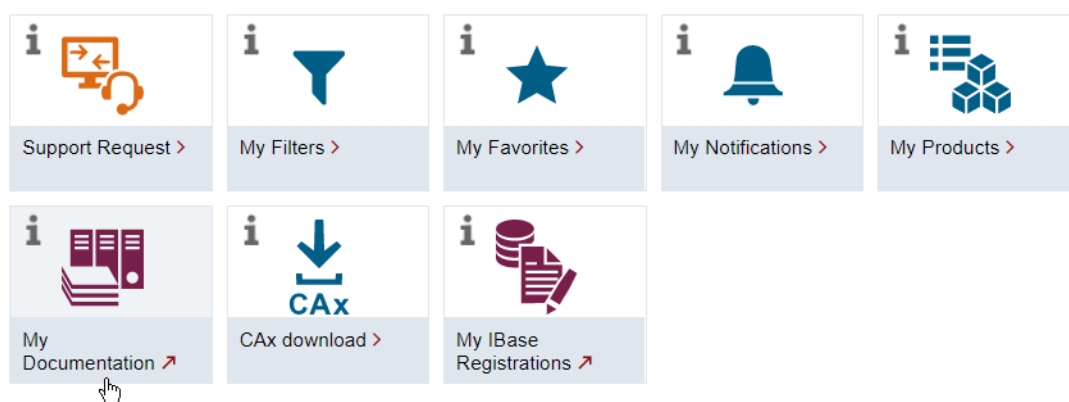 Support Request >
My Filters >
My Favorites >
My Notifications >
My Products >
CAx
My
Documentation ↗
CAx download >
My IBase
Registrations ↗